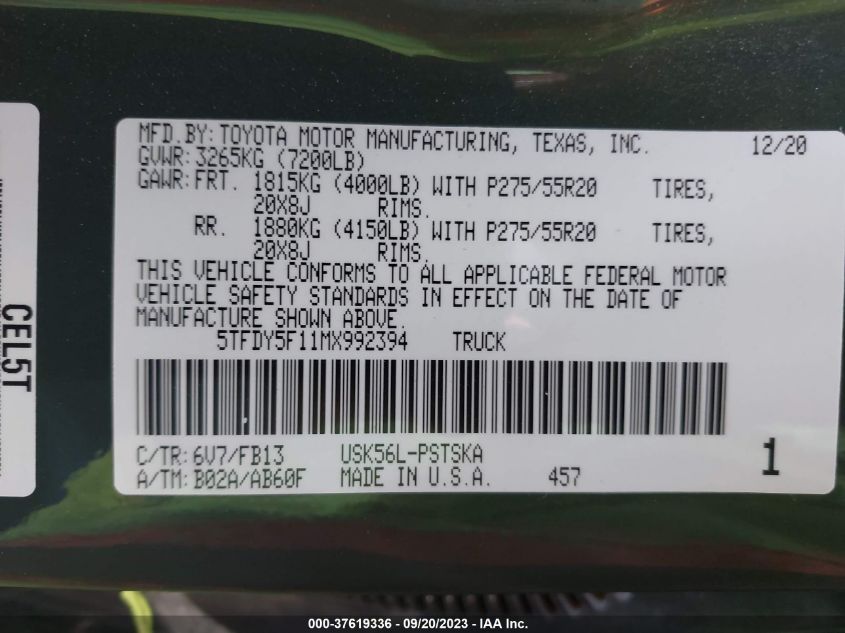 MFD.BY: TOYOTA MOTOR MANUFACTURING, TEXAS, INC. 12/20
GVWR: 3265KG (7200LB)
GAWR: FRT. 1815KG (4000LB) WITH P275/55R20 TIRES,
20X8J RIMS.
RR. 1880KG (4150LB) WITH P275/55R20 TIRES,
20X8J RIMS.
THIS VEHICLE CONFORMS TO ALL APPLICABLE FEDERAL MOTOR
VEHICLE SAFETY STANDARDS IN EFFECT ON THE DATE OF
MANUFACTURE SHOWN ABOVE.
5TFDY5F11MX992394 TRUCK
C/TR: 6V7/FB13 USK56L-PSTSKA
A/TM: B02A/AB60F MADE IN U.S.A. 457
1
CEL5T
000-37619336 - 09/20/2023 - IAA Inc.